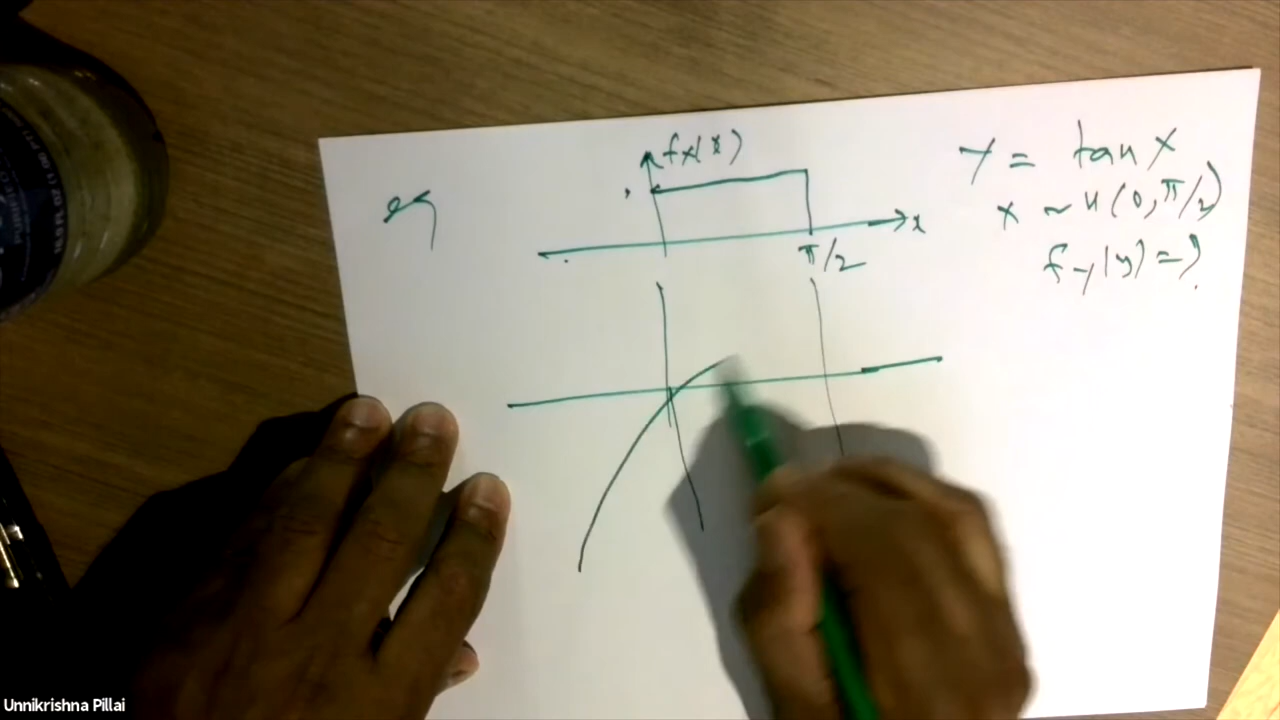 eg
fx(x)
x
π/2
Y = tan X
X ~ U(0, π/2)
fY(y) = ?
Unnikrishna Pillai